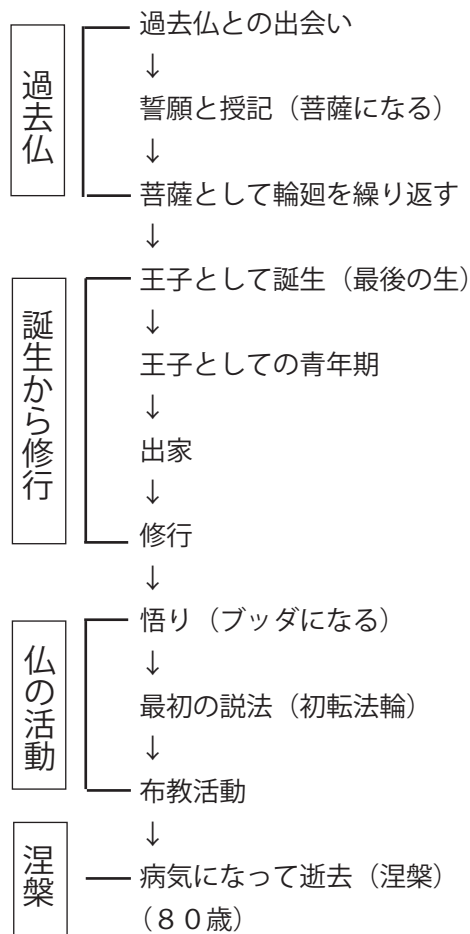 過去仏
過去仏との出会い
↓
誓願と授記（菩薩になる）
↓
菩薩として輪廻を繰り返す
↓
誕生から修行
王子として誕生（最後の生）
↓
王子としての青年期
↓
出家
↓
修行
↓
仏の活動
悟り（ブッダになる）
↓
最初の説法（初転法輪）
↓
布教活動
↓
涅槃
病気になって逝去（涅槃）
（８０歳）